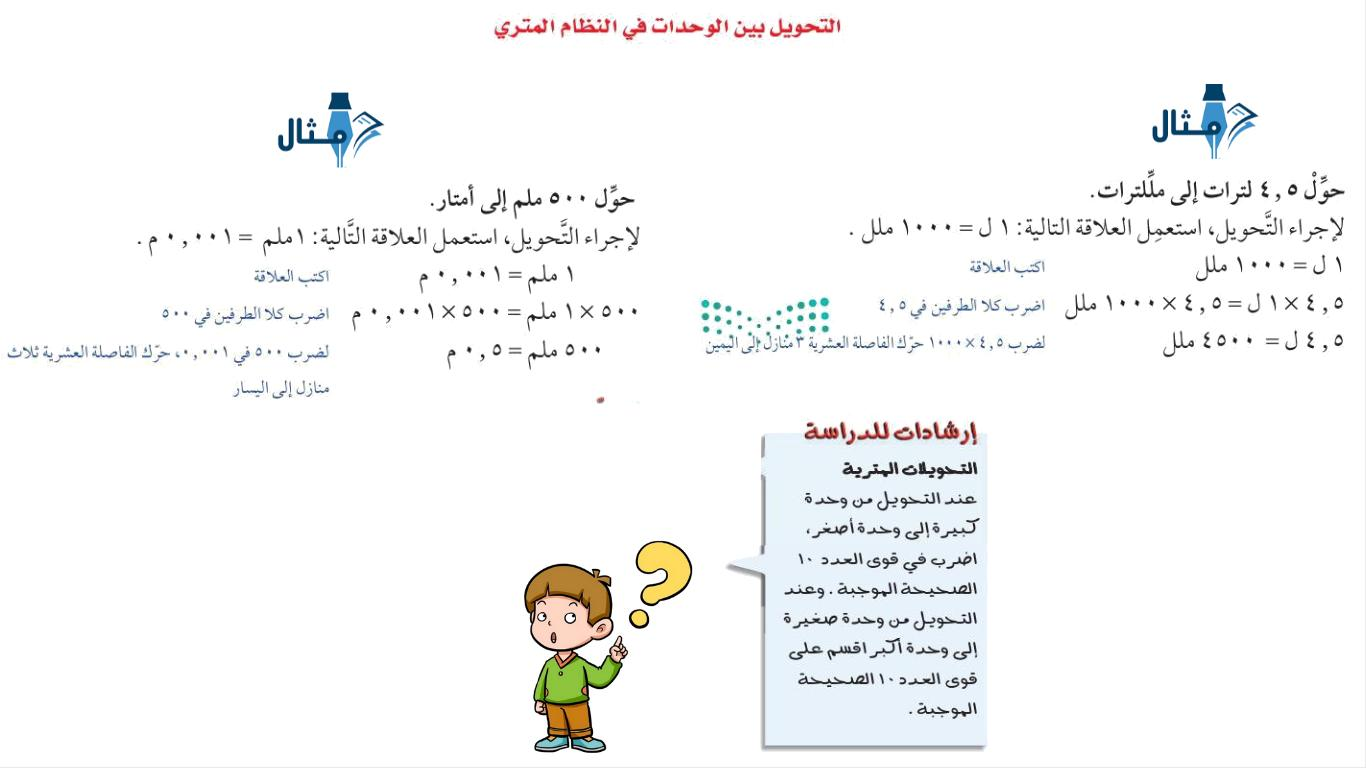 التحويل بين الوحدات في النظام المتري
مثال
حوِّلْ ٤,٥ لترات إلى ملِّلترات.
لإجراء التَّحويل، استعمِل العلاقة التالية: ١ ل = ١٠٠٠ ملل .
١ ل = ١٠٠٠ ملل اكتب العلاقة
٤,٥ × ١ ل = ٤,٥ × ١٠٠٠ ملل اضرب كلا الطرفين في ٤,٥
٤,٥ ل = ٤٥٠٠ ملل لضرب ٤,٥ × ١٠٠٠ حرّك الفاصلة العشرية ٣ منازل إلى اليمين
مثال
حوِّل ٥٠٠ ملم إلى أمتار.
لإجراء التَّحويل، استعمل العلاقة التَّالية: ١ ملم = ٠,٠٠١ م .
١ ملم = ٠,٠٠١ م اكتب العلاقة
٥٠٠ × ١ ملم = ٥٠٠ × ٠,٠٠١ م اضرب كلا الطرفين في ٥٠٠
٥٠٠ ملم = ٠,٥ م لضرب ٥٠٠ في ٠,٠٠١، حرّك الفاصلة العشرية ثلاث
منازل إلى اليسار
إرشادات للدراسة
التحويلات المترية
عند التحويل من وحدة
كبيرة إلى وحدة أصغر،
اضرب في قوى العدد ١٠
الصحيحة الموجبة . وعند
التحويل من وحدة صغيرة
إلى وحدة أكبر اقسم على
قوى العدد ١٠ الصحيحة
الموجبة .